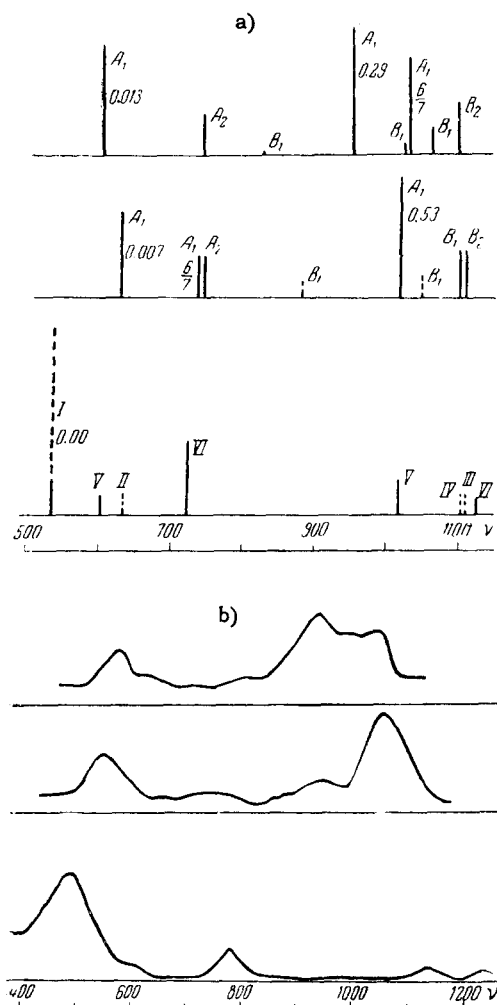 a)
A₁ A₁ A₁
0.013 0.29 6/7
A₂ B₁ B₁ B₁ B₂
A₁ A₁ A₂ A₁
0.007 6/7 0.53
B₁ B₁ B₁ B₂
I VI
0.00
V II V IV III VI
500 700 900 1100 ν
b)
400 600 800 1000 1200 ν